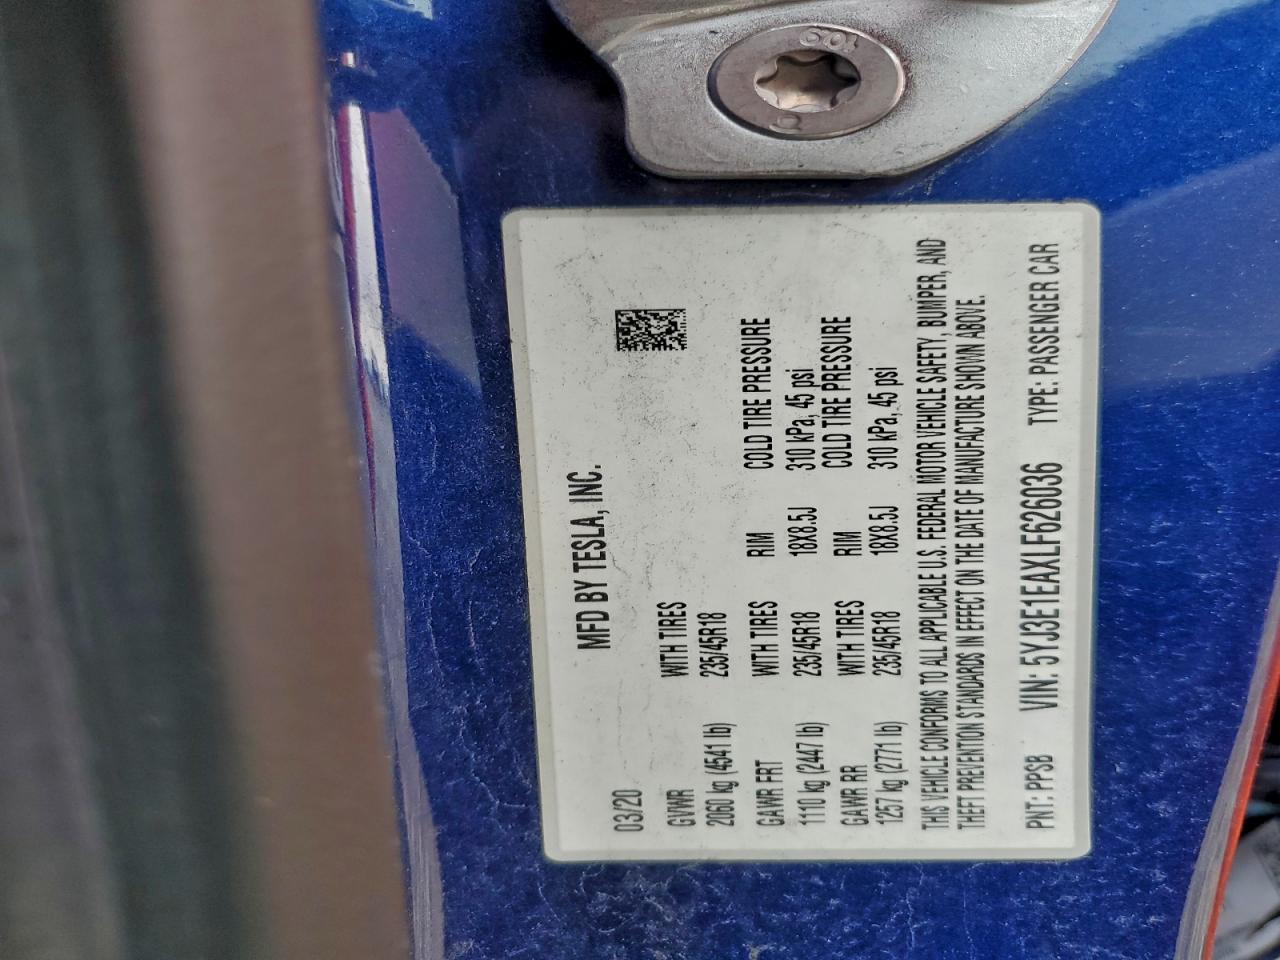 MFD BY TESLA, INC.
03/20
GVWR WITH TIRES
2060 kg (4541 lb) 235/45R18
GAWR FRT WITH TIRES RIM COLD TIRE PRESSURE
1110 kg (2447 lb) 235/45R18 18X8.5J 310 kPa, 45 psi
GAWR RR WITH TIRES RIM COLD TIRE PRESSURE
1257 kg (2771 lb) 235/45R18 18X8.5J 310 kPa, 45 psi
THIS VEHICLE CONFORMS TO ALL APPLICABLE U.S. FEDERAL MOTOR VEHICLE SAFETY, BUMPER, AND
THEFT PREVENTION STANDARDS IN EFFECT ON THE DATE OF MANUFACTURE SHOWN ABOVE.
PNT: PPSB VIN: 5YJ3E1EAXLF626036 TYPE: PASSENGER CAR